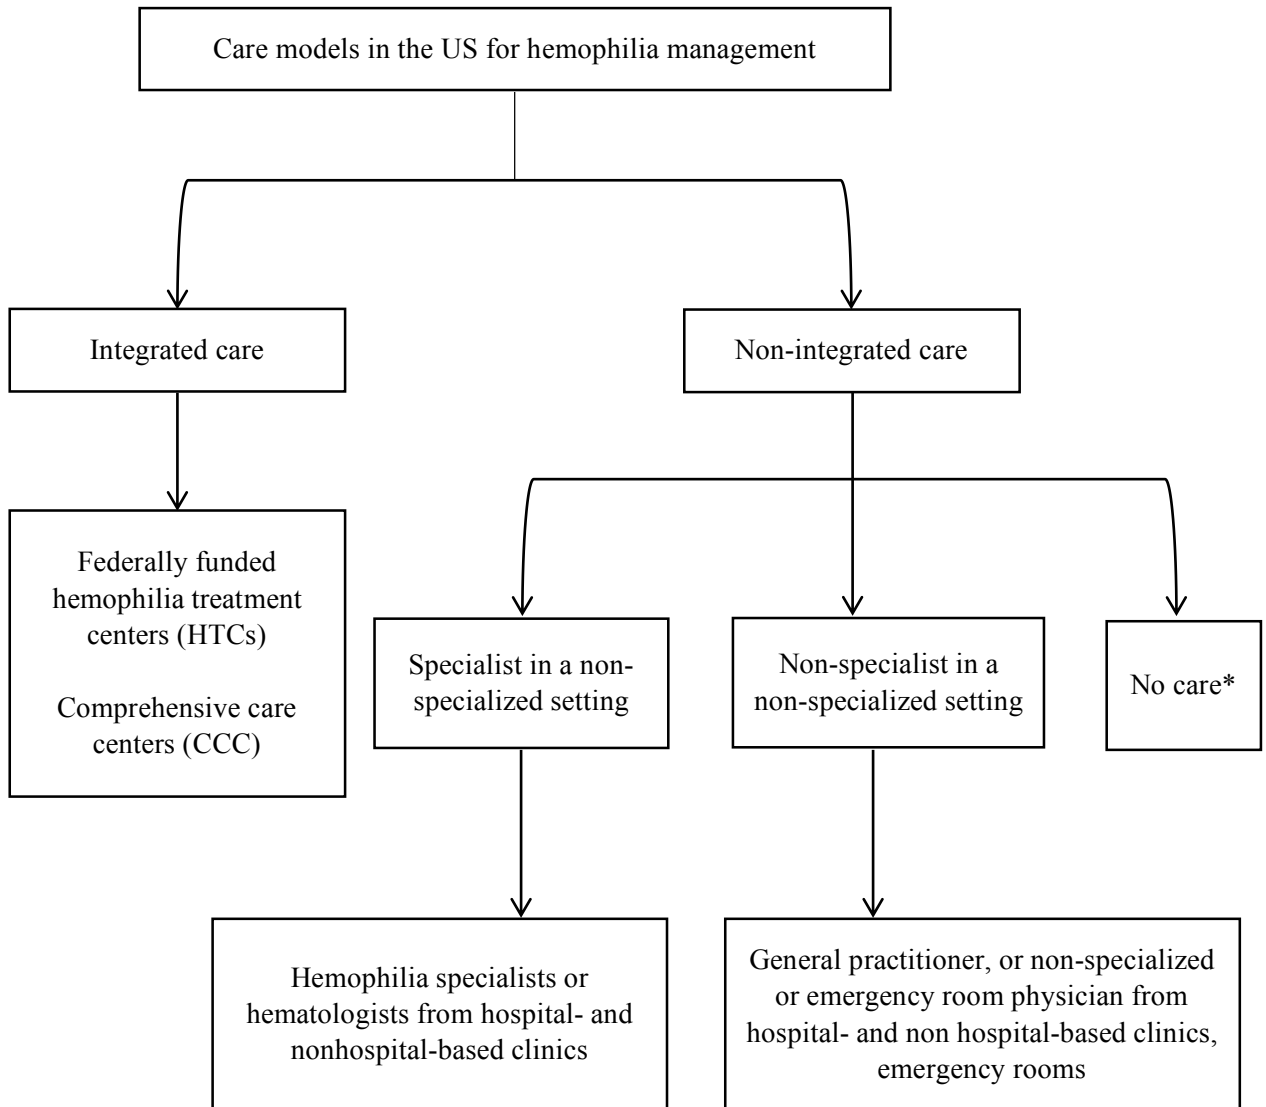 Care models in the US for hemophilia management
Integrated care
Non-integrated care
Federally funded
hemophilia treatment
centers (HTCs)
Comprehensive care
centers (CCC)
Specialist in a non-
specialized setting
Non-specialist in a
non-specialized setting
No care*
Hemophilia specialists or
hematologists from hospital- and
nonhospital-based clinics
General practitioner, or non-specialized
or emergency room physician from
hospital- and non hospital-based clinics,
emergency rooms